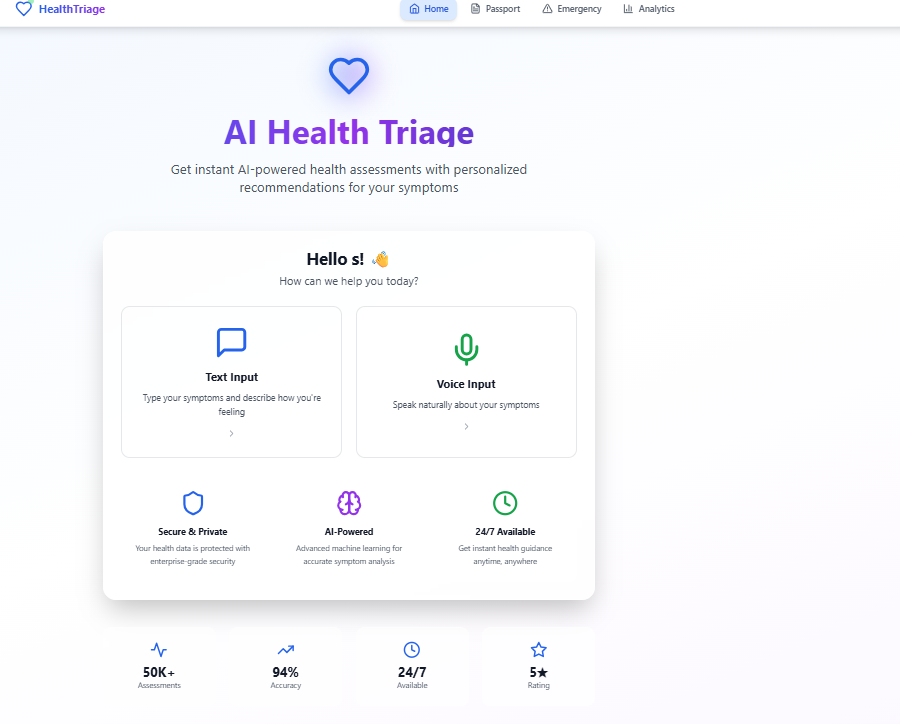 HealthTriage
Home Passport Emergency Analytics
AI Health Triage
Get instant AI-powered health assessments with personalized
recommendations for your symptoms
Hello s! 👋
How can we help you today?
Text Input
Type your symptoms and describe how you're
feeling
Voice Input
Speak naturally about your symptoms
Secure & Private
Your health data is protected with
enterprise-grade security
AI-Powered
Advanced machine learning for
accurate symptom analysis
24/7 Available
Get instant health guidance
anytime, anywhere
50K+
Assessments
94%
Accuracy
24/7
Available
5★
Rating